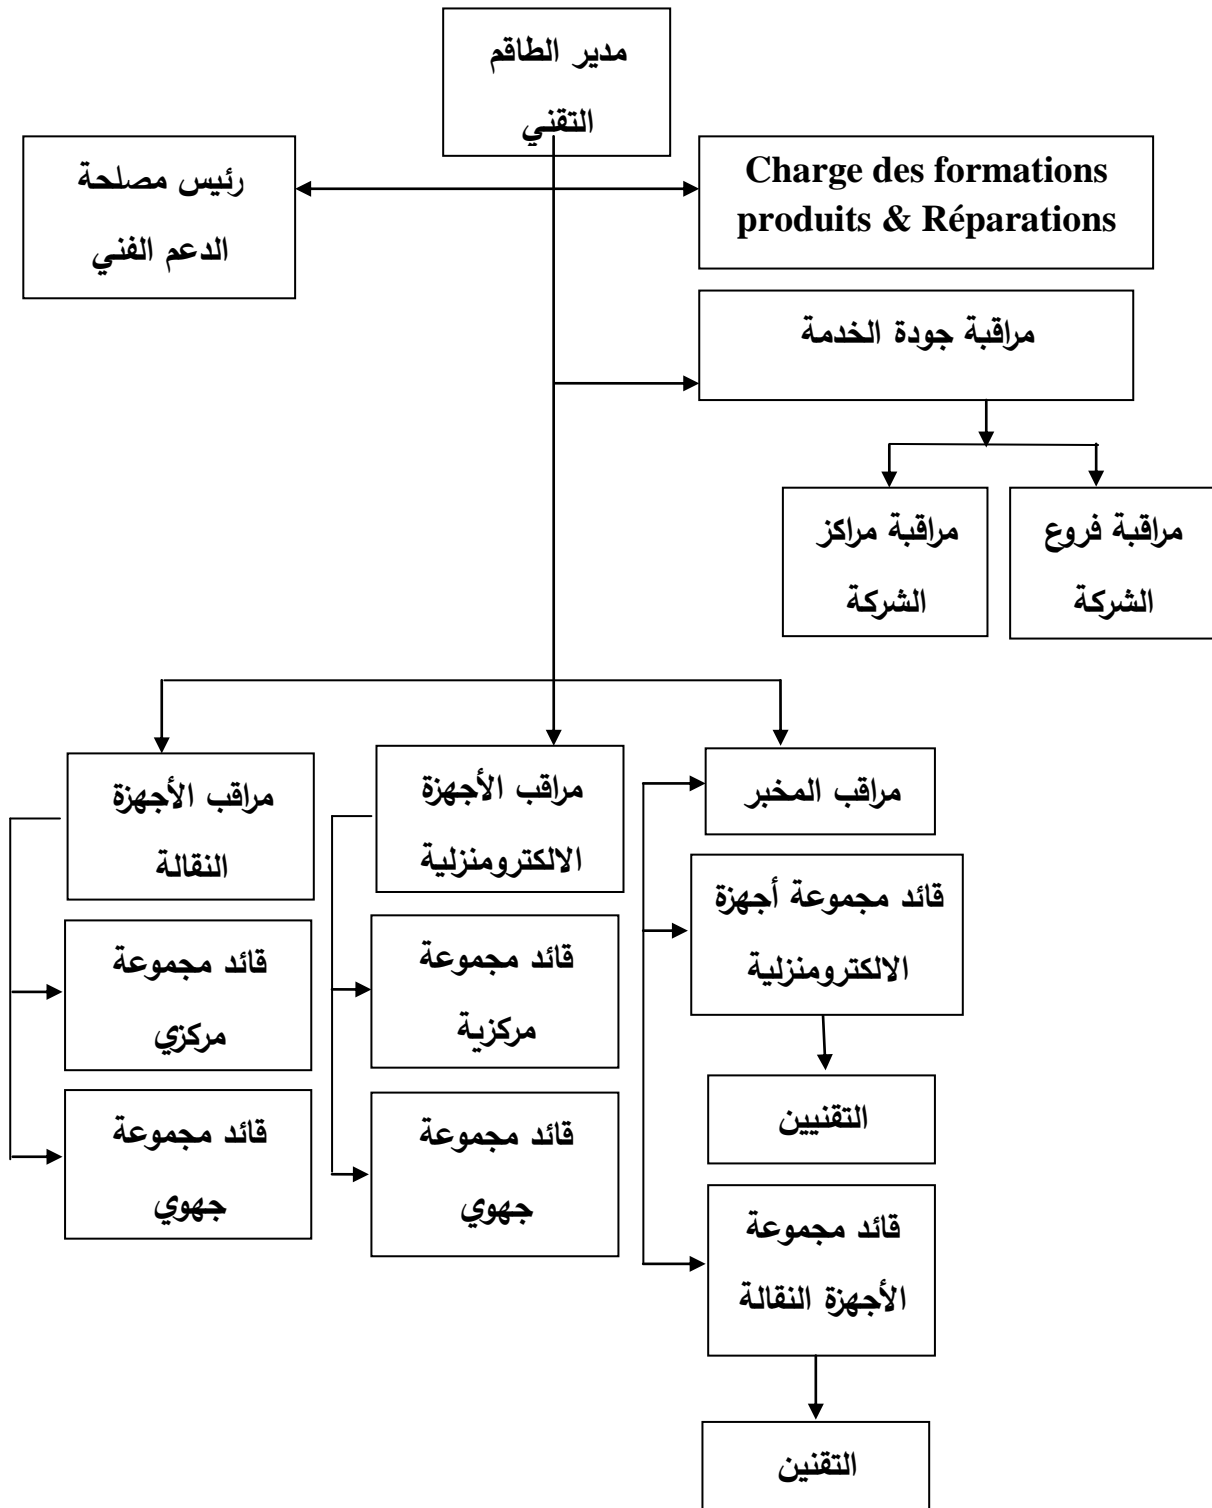 مدير الطاقم
التقني
رئيس مصلحة
الدعم الفني
Charge des formations
produits & Réparations
مراقبة جودة الخدمة
مراقبة مراكز
الشركة
مراقبة فروع
الشركة
مراقب الأجهزة
النقالة
مراقب الأجهزة
الالكترومنزلية
مراقب المخبر
قائد مجموعة أجهزة
الالكترومنزلية
قائد مجموعة
مركزي
قائد مجموعة
مركزية
التقنيين
قائد مجموعة
جهوي
قائد مجموعة
جهوي
قائد مجموعة
الأجهزة النقالة
التقنين